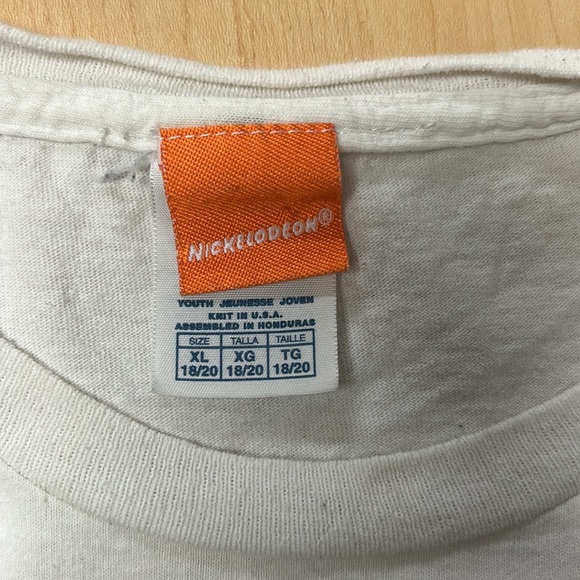 NICKELODEON®
YOUTH JEUNESSE JOVEN
KNIT IN U.S.A.
ASSEMBLED IN HONDURAS
SIZE TALLA TAILLE
XL XG TG
18/20 18/20 18/20